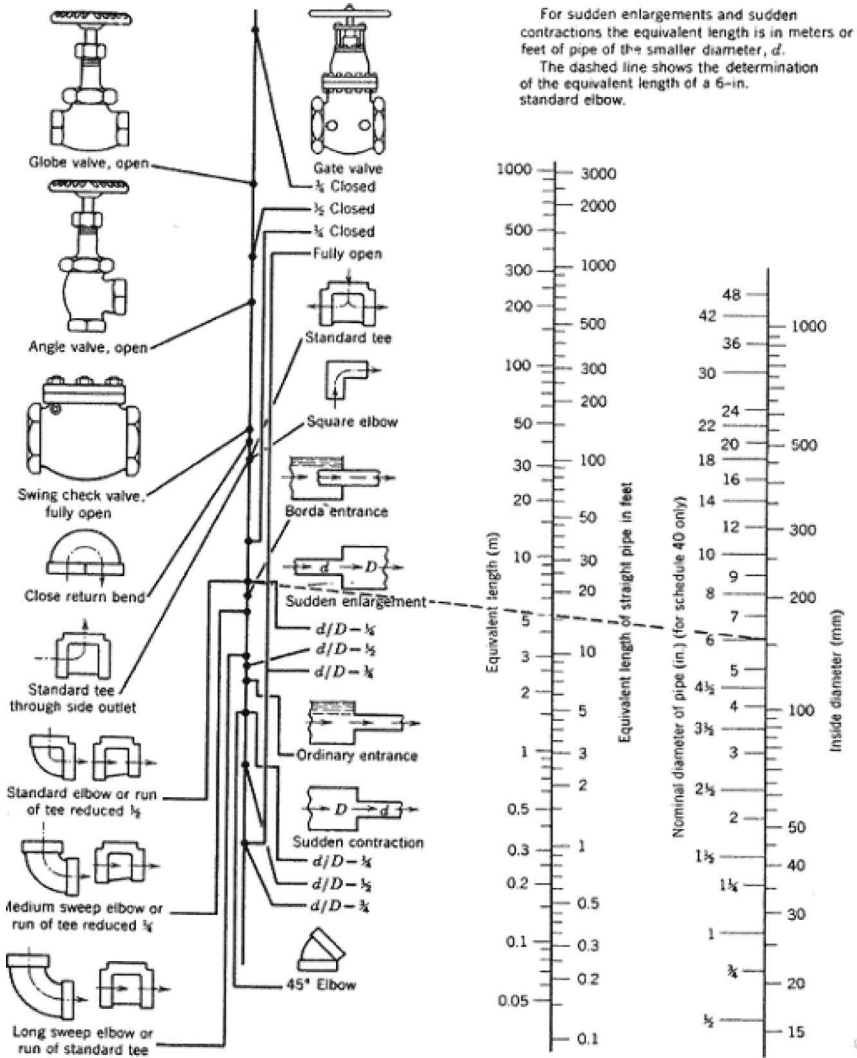 For sudden enlargements and sudden
contractions the equivalent length is in meters or
feet of pipe of the smaller diameter, d.
The dashed line shows the determination
of the equivalent length of a 6-in.
standard elbow.
Globe valve, open
Angle valve, open
Swing check valve,
fully open
Close return bend
Standard tee
through side outlet
Standard elbow or run
of tee reduced ½
Medium sweep elbow or
run of tee reduced ¼
Long sweep elbow or
run of standard tee
Gate valve
¾ Closed
½ Closed
¼ Closed
Fully open
Standard tee
Square elbow
Borda entrance
d D
Sudden enlargement
d/D–¼
d/D–½
d/D–¾
Ordinary entrance
D d
Sudden contraction
d/D–¼
d/D–½
d/D–¾
45° Elbow
Equivalent length (m)
1000
500
300
200
100
50
30
20
10
5
3
2
1
0.5
0.3
0.2
0.1
0.05
Equivalent length of straight pipe in feet
3000
2000
1000
500
300
200
100
50
30
20
10
5
3
2
1
0.5
0.3
0.2
0.1
Nominal diameter of pipe (in.) (for schedule 40 only)
48
42
36
30
24
22
20
18
16
14
12
10
9
8
7
6
5
4½
4
3½
3
2½
2
1½
1¼
1
¾
½
Inside diameter (mm)
1000
500
300
200
100
50
40
30
20
15